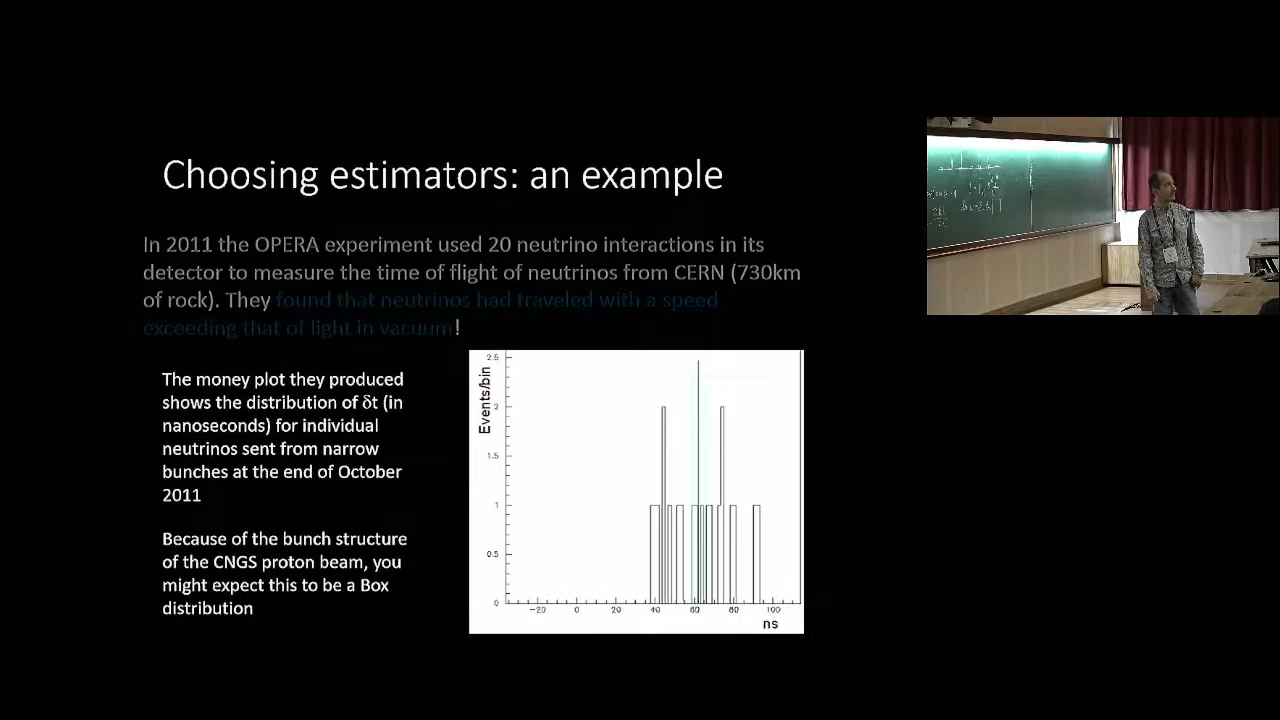 Choosing estimators: an example
In 2011 the OPERA experiment used 20 neutrino interactions in its
detector to measure the time of flight of neutrinos from CERN (730km
of rock). They found that neutrinos had traveled with a speed
exceeding that of light in vacuum!
The money plot they produced
shows the distribution of δt (in
nanoseconds) for individual
neutrinos sent from narrow
bunches at the end of October
2011
Because of the bunch structure
of the CNGS proton beam, you
might expect this to be a Box
distribution
Events/bin
2.5
2
1.5
1
0.5
0
−20 0 20 40 60 80 100
ns